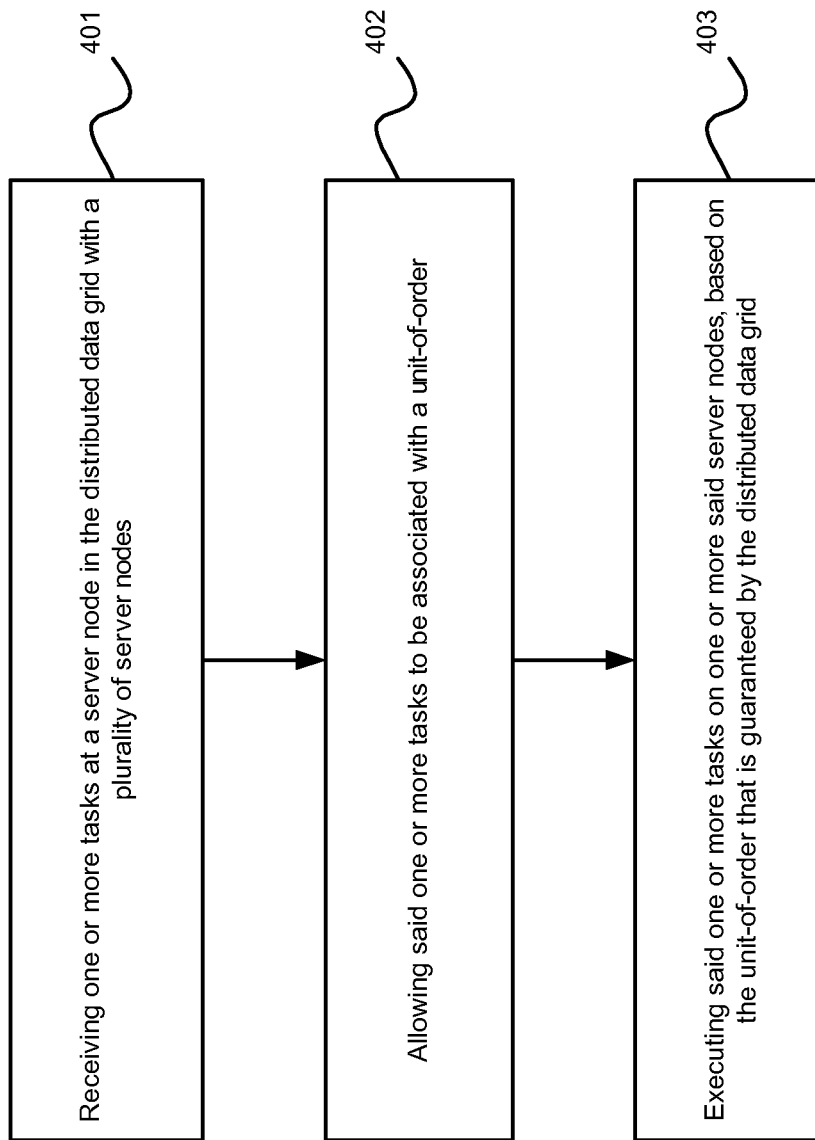 Receiving one or more tasks at a server node in the distributed data grid with a
plurality of server nodes
401
Allowing said one or more tasks to be associated with a unit-of-order
402
Executing said one or more tasks on one or more said server nodes, based on
the unit-of-order that is guaranteed by the distributed data grid
403